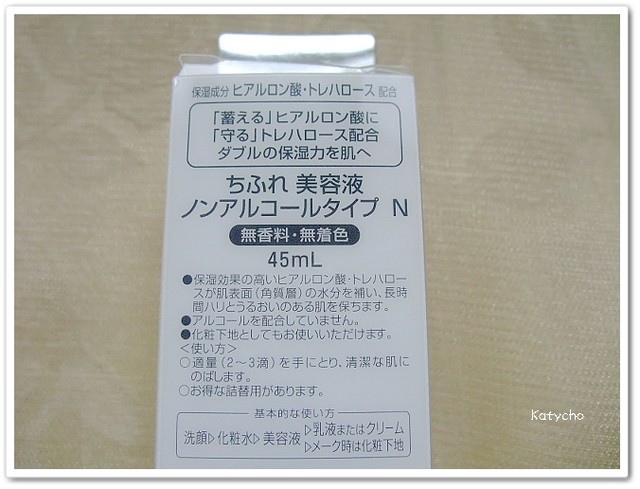 保湿成分 ヒアルロン酸・トレハロース 配合
「蓄える」ヒアルロン酸に
「守る」トレハロース配合
ダブルの保湿力を肌へ
ちふれ 美容液
ノンアルコールタイプ N
無香料・無着色
45mL
●保湿効果の高いヒアルロン酸・トレハロー
スが肌表面(角質層)の水分を補い、長時
間ハリとうるおいのある肌を保ちます。
●アルコールを配合していません。
●化粧下地としてもお使いいただけます。
<使い方>
○適量(2〜3滴)を手にとり、清潔な肌に
のばします。
○お得な詰替用があります。
基本的な使い方
洗顔▷化粧水▷美容液
▷乳液またはクリーム
▷メーク時は化粧下地
Katycho